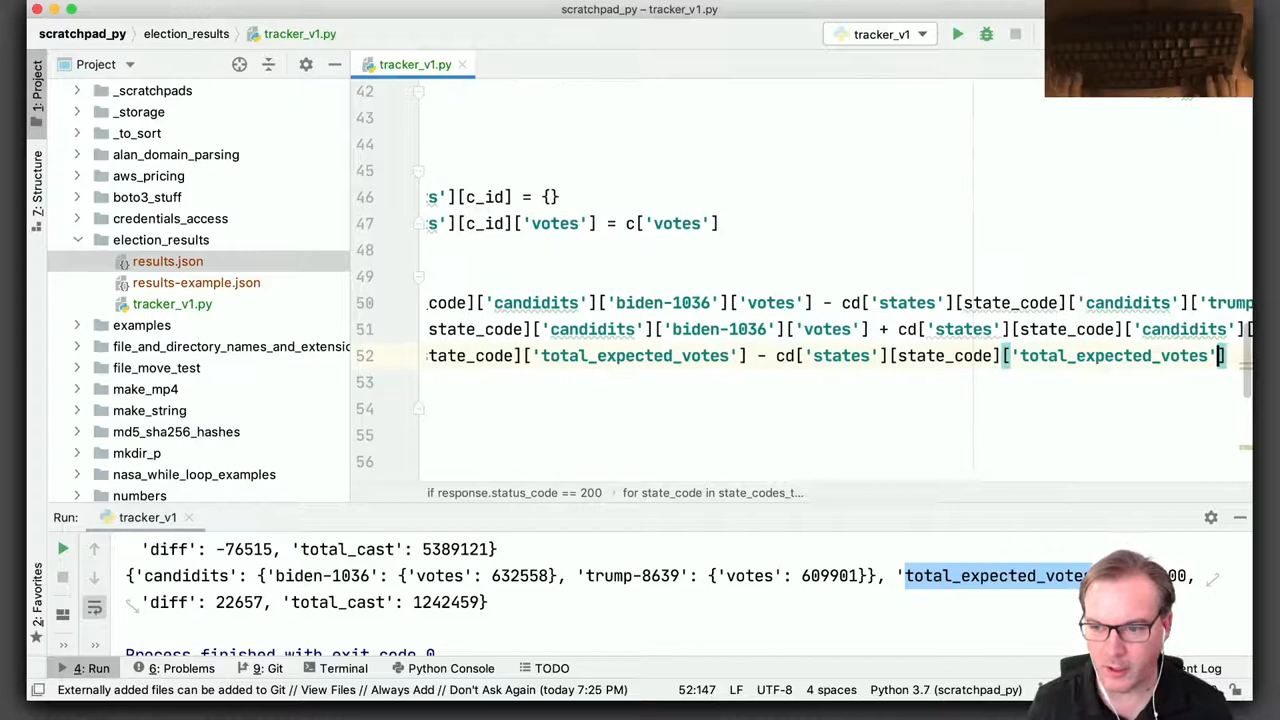 scratchpad_py – tracker_v1.py
scratchpad_py
election_results
tracker_v1.py
tracker_v1
1: Project
Z: Structure
2: Favorites
Project
tracker_v1.py
_scratchpads
_storage
_to_sort
alan_domain_parsing
aws_pricing
boto3_stuff
credentials_access
election_results
results.json
results-example.json
tracker_v1.py
examples
file_and_directory_names_and_extensio
file_move_test
make_mp4
make_string
md5_sha256_hashes
mkdir_p
nasa_while_loop_examples
numbers
42
43
44
45
46 s'][c_id] = {}
47 s'][c_id]['votes'] = c['votes']
48
49
50 _code]['candidits']['biden-1036']['votes'] - cd['states'][state_code]['candidits']['trump
51 state_code]['candidits']['biden-1036']['votes'] + cd['states'][state_code]['candidits'][
52 tate_code]['total_expected_votes'] - cd['states'][state_code]['total_expected_votes']
53
54
55
56
if response.status_code == 200 › for state_code in state_codes_t...
Run: tracker_v1
'diff': -76515, 'total_cast': 5389121}
{'candidits': {'biden-1036': {'votes': 632558}, 'trump-8639': {'votes': 609901}}, 'total_expected_votes 00,
'diff': 22657, 'total_cast': 1242459}
Process finished with exit code 0
4: Run
6: Problems
9: Git
Terminal
Python Console
TODO
nt Log
Externally added files can be added to Git // View Files // Always Add // Don't Ask Again (today 7:25 PM)
52:147 LF UTF-8 4 spaces Python 3.7 (scratchpad_py)